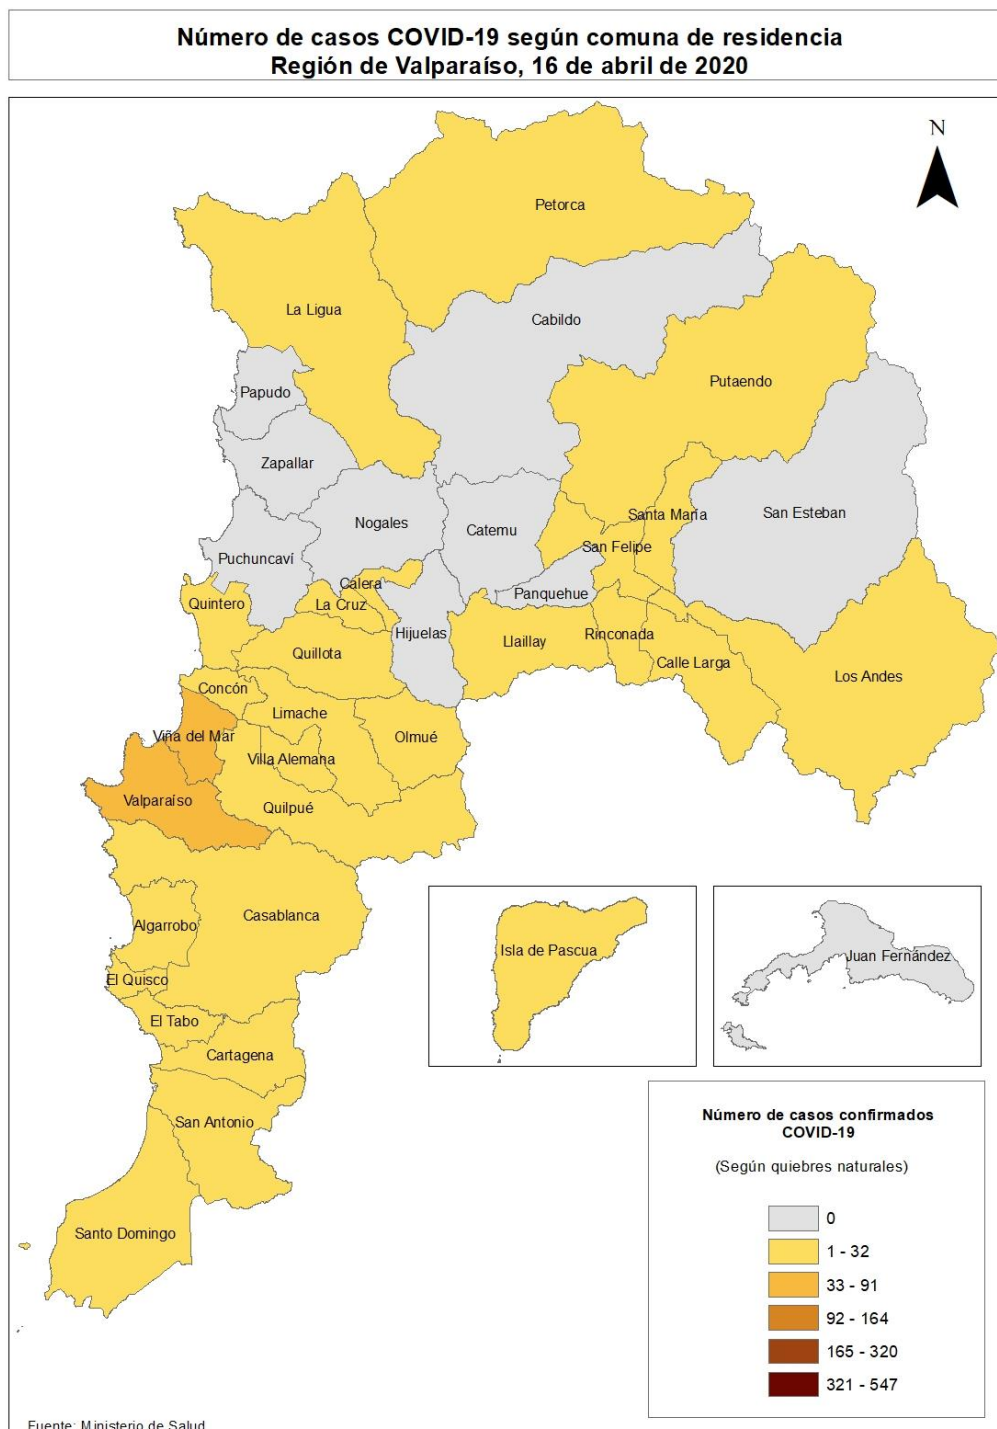 Número de casos COVID-19 según comuna de residencia
Región de Valparaíso, 16 de abril de 2020
N
Petorca
La Ligua
Cabildo
Putaendo
Papudo
Zapallar
Nogales
Catemu
Santa María
San Esteban
San Felipe
Puchuncaví
Calera
Panquehue
Quintero
La Cruz
Hijuelas
Llaillay
Rinconada
Quillota
Calle Larga
Los Andes
Concón
Limache
Olmué
Viña del Mar
Villa Alemana
Valparaíso
Quilpué
Casablanca
Algarrobo
Isla de Pascua
Juan Fernández
El Quisco
El Tabo
Cartagena
San Antonio
Santo Domingo
Número de casos confirmados
COVID-19
(Según quiebres naturales)
0
1 - 32
33 - 91
92 - 164
165 - 320
321 - 547
Fuente: Ministerio de Salud